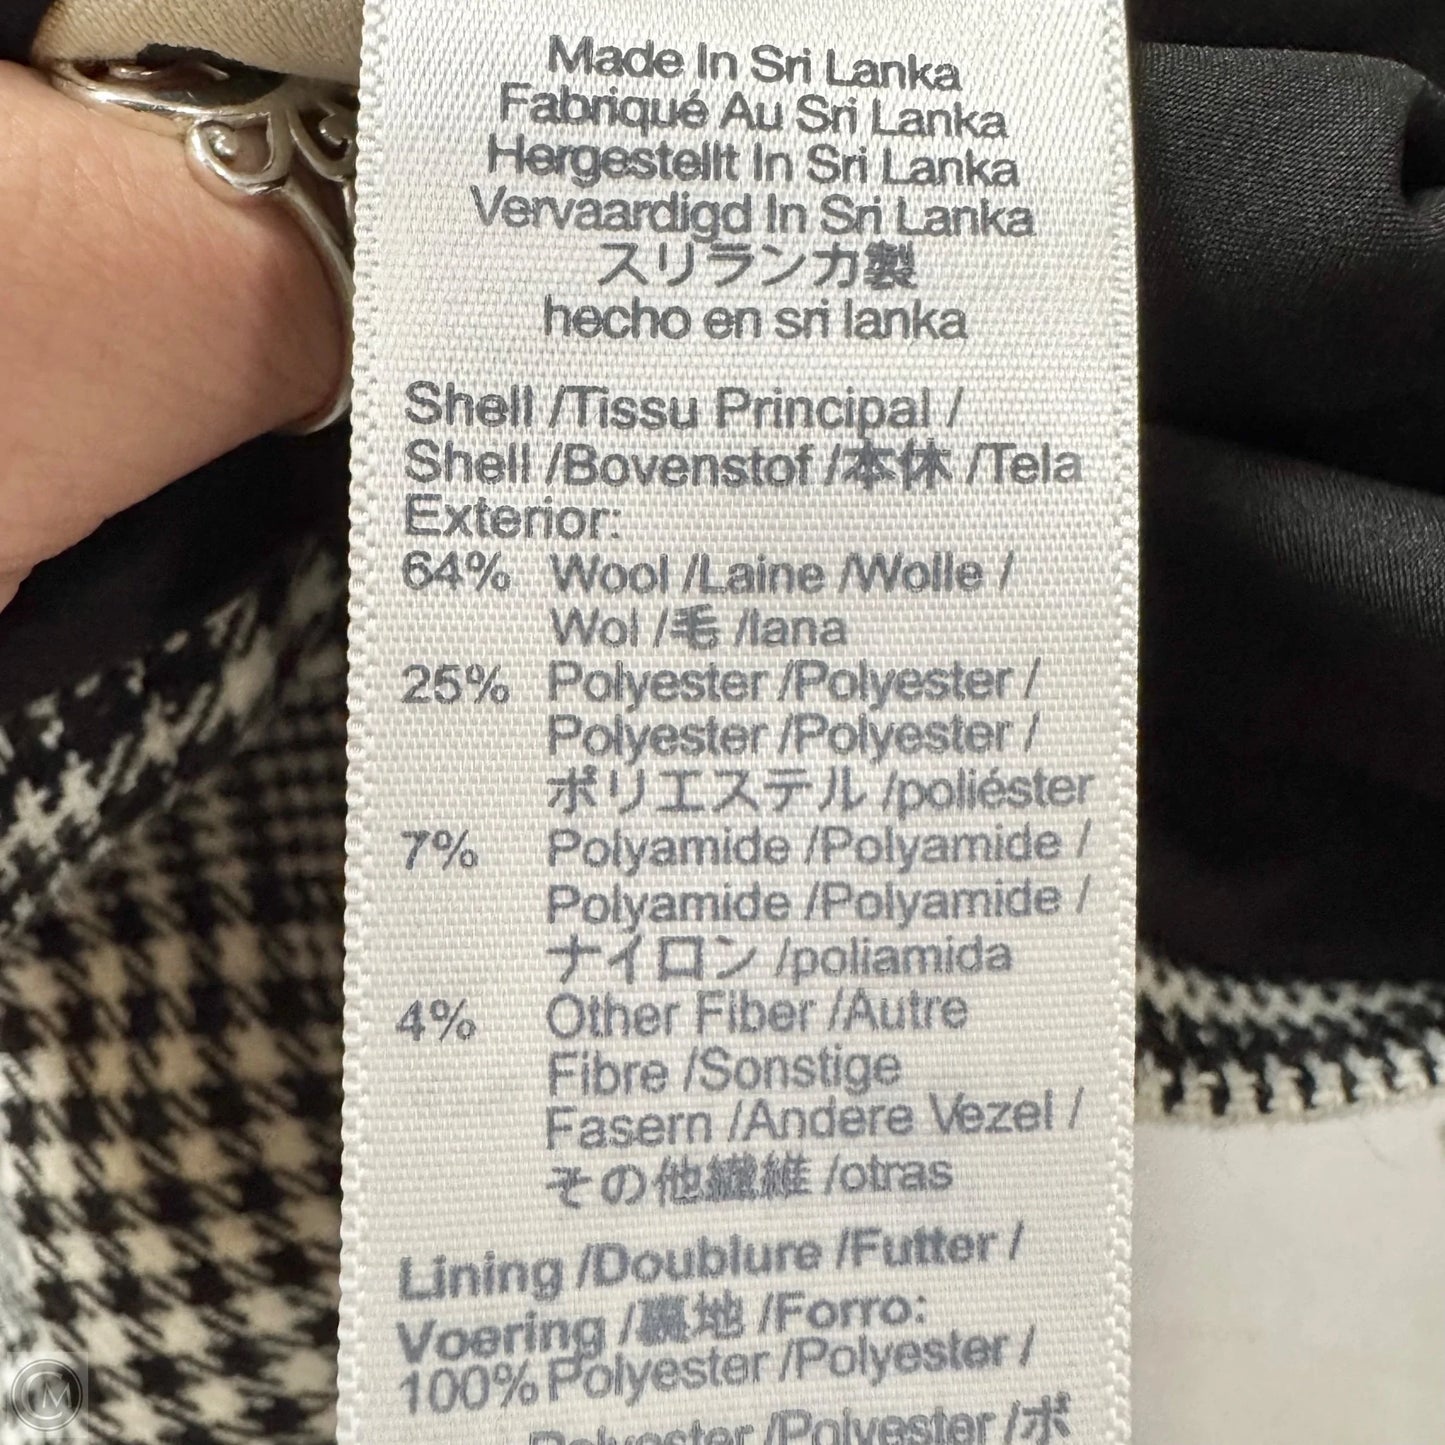 Made In Sri Lanka
Fabriqué Au Sri Lanka
Hergestellt In Sri Lanka
Vervaardigd In Sri Lanka
スリランカ製
hecho en sri lanka
Shell /Tissu Principal /
Shell /Bovenstof /本体 /Tela
Exterior:
64% Wool /Laine /Wolle /
Wol /毛 /lana
25% Polyester /Polyester /
Polyester /Polyester /
ポリエステル /poliéster
7% Polyamide /Polyamide /
Polyamide /Polyamide /
ナイロン /poliamida
4% Other Fiber /Autre
Fibre /Sonstige
Fasern /Andere Vezel /
その他繊維 /otras
Lining /Doublure /Futter /
Voering /裏地 /Forro:
100% Polyester /Polyester /
Polyester /Polyester /ポ
M